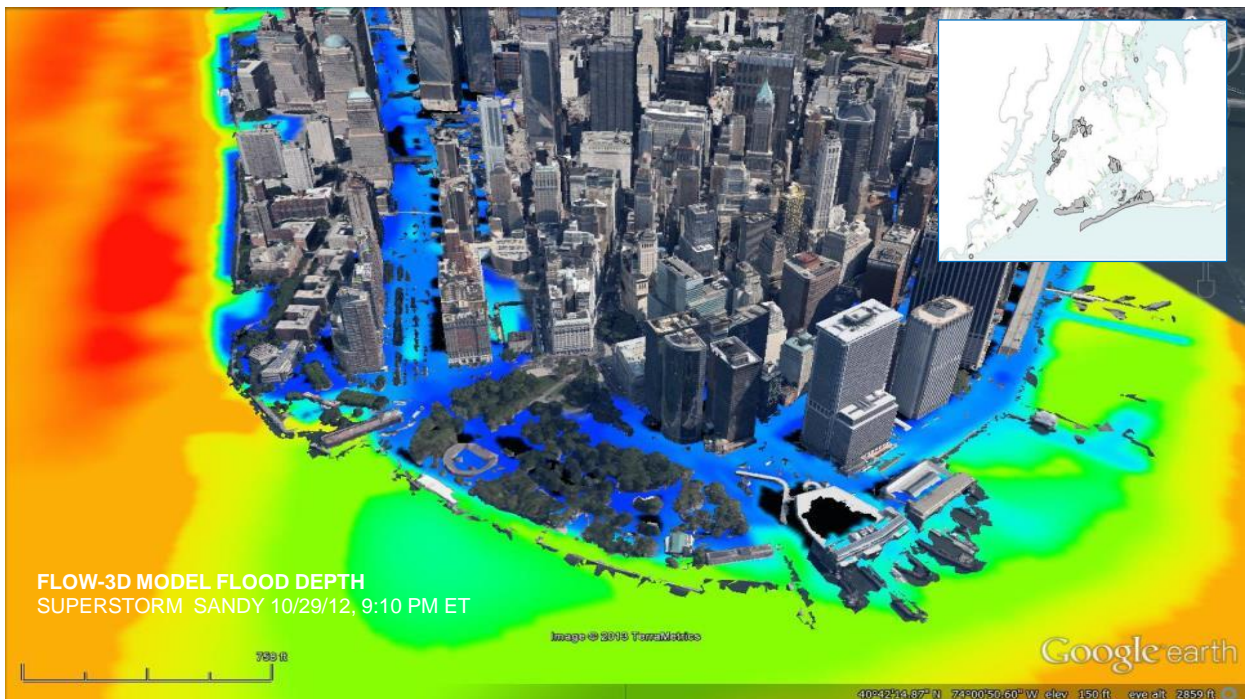 FLOW-3D MODEL FLOOD DEPTH
SUPERSTORM SANDY 10/29/12, 9:10 PM ET
Image © 2013 TerraMetrics
Google earth
758 ft
40°42'14.87" N 74°00'50.60" W elev 150 ft eye alt 2859 ft